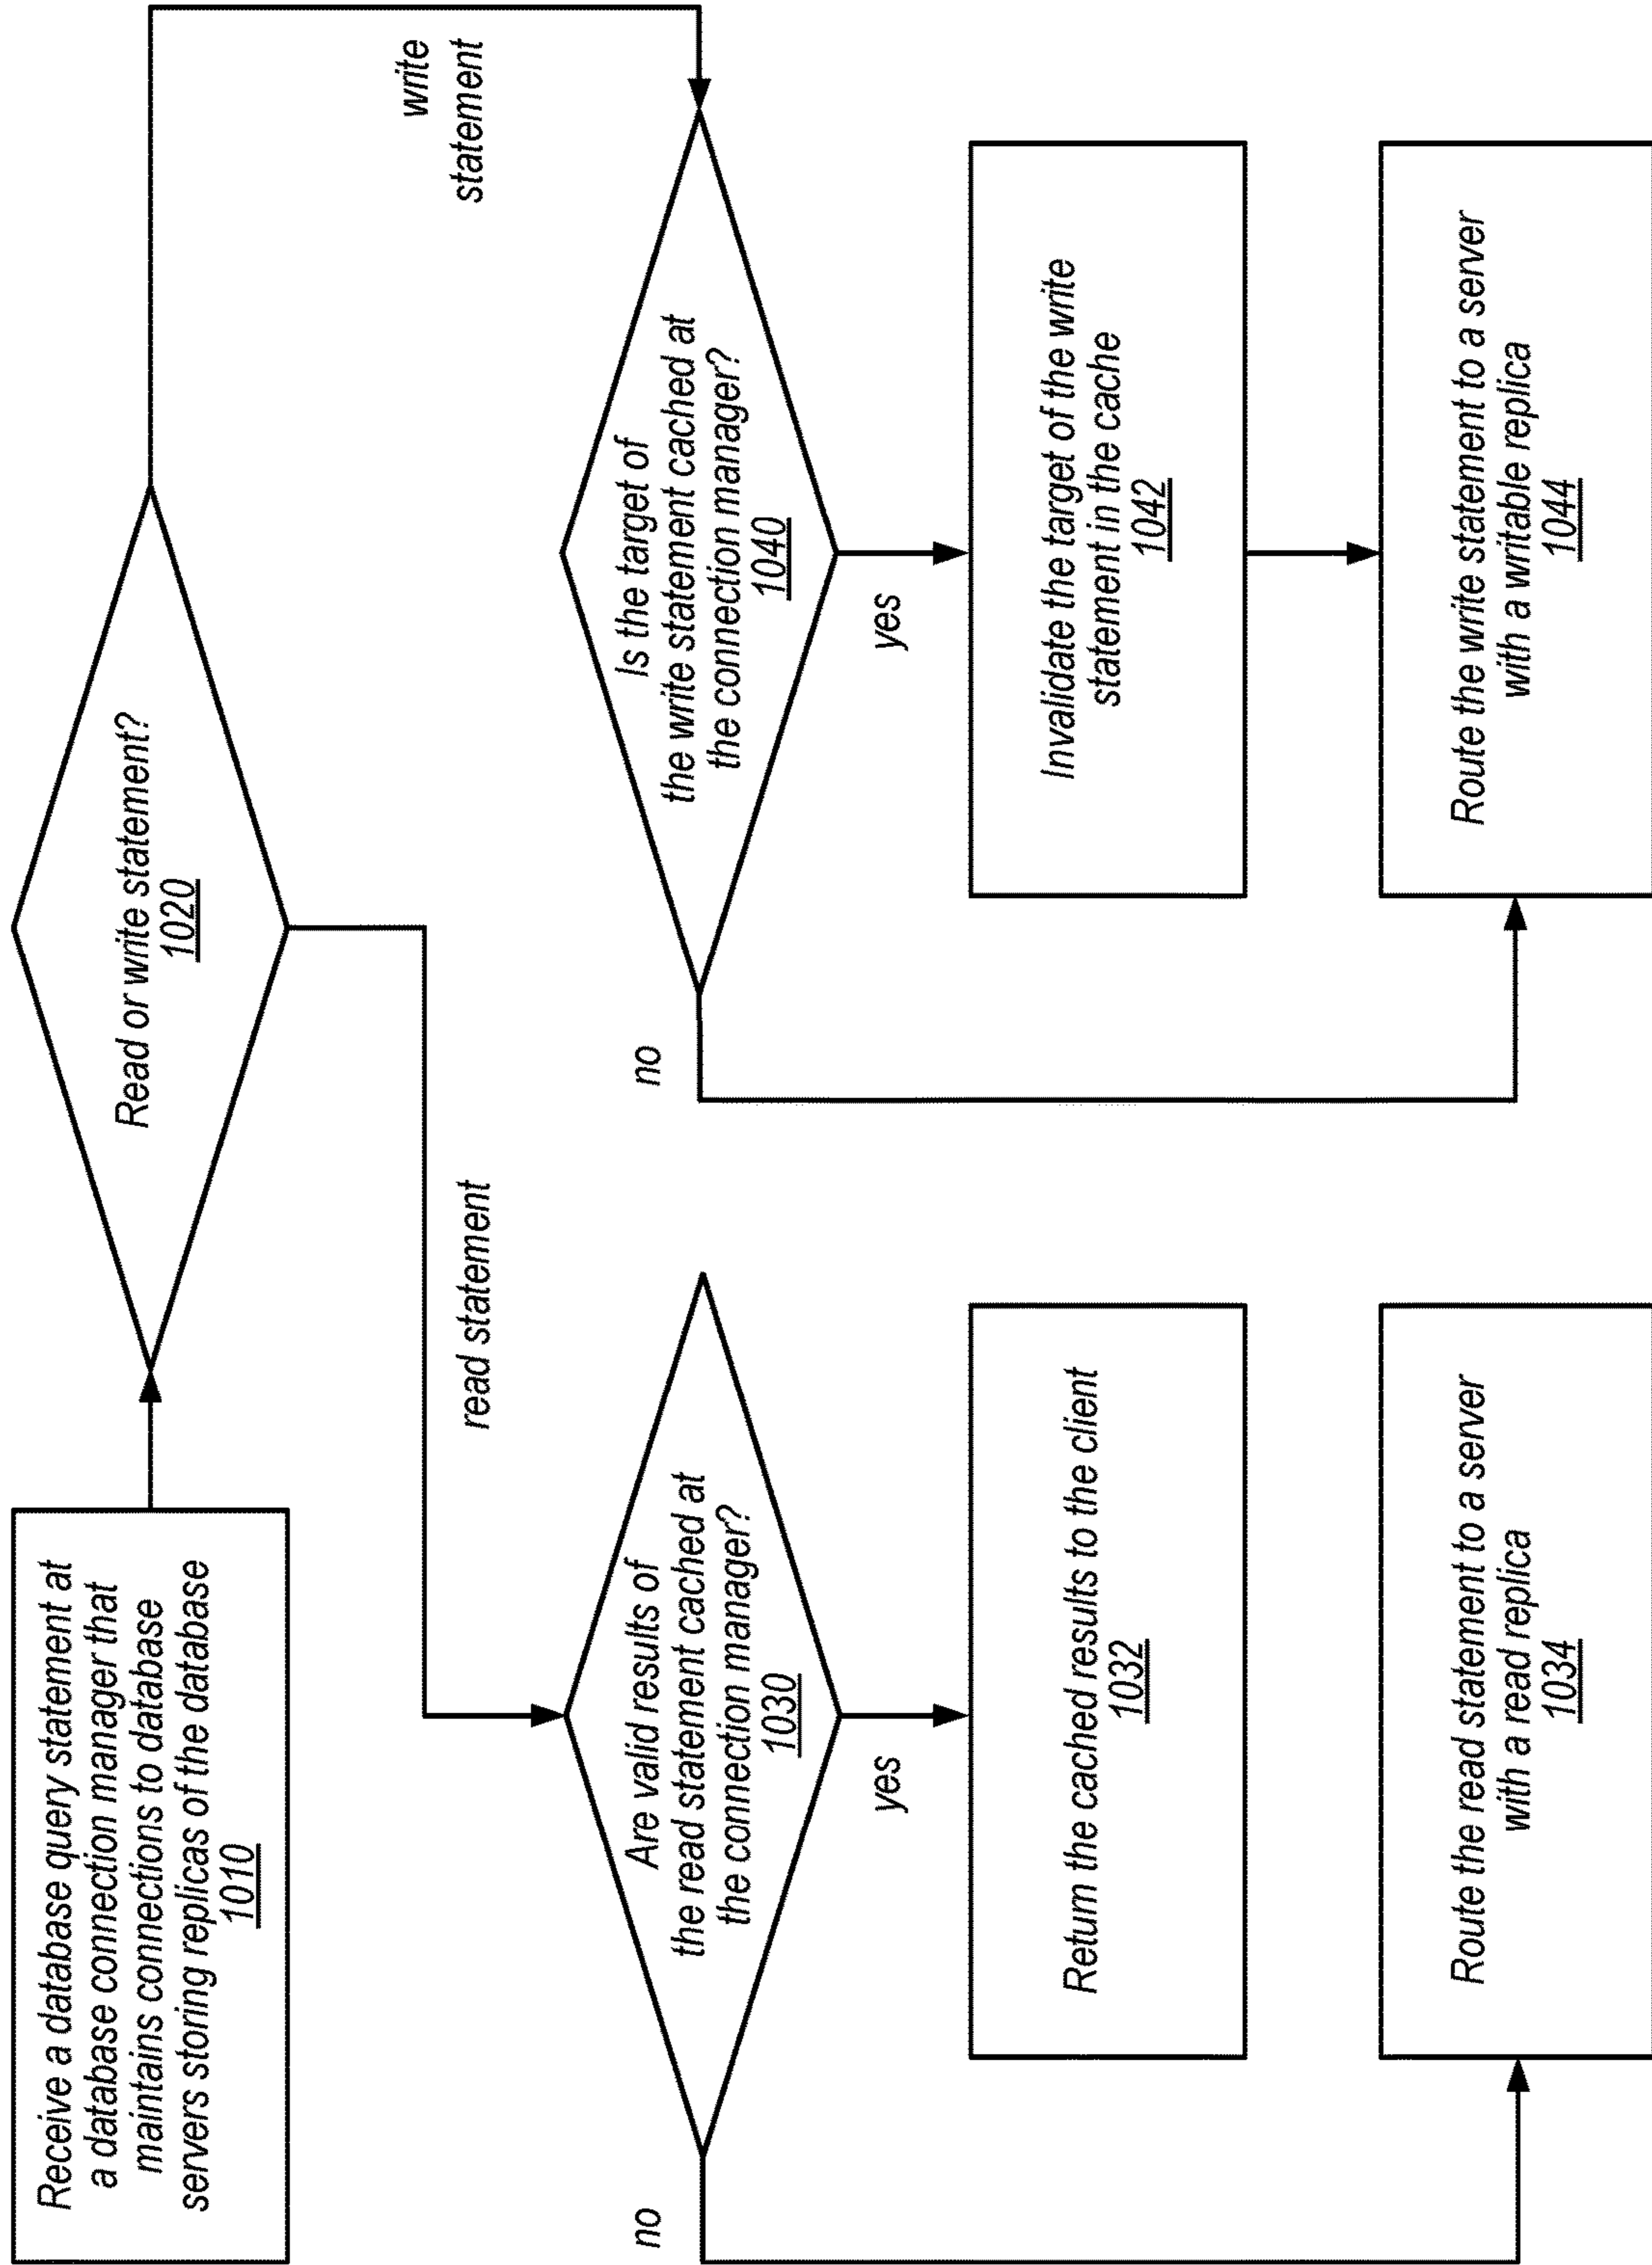 Receive a database query statement at
a database connection manager that
maintains connections to database
servers storing replicas of the database
1010
Read or write statement?
1020
write
statement
read statement
Are valid results of
the read statement cached at
the connection manager?
1030
no
yes
Return the cached results to the client
1032
Route the read statement to a server
with a read replica
1034
Is the target of
the write statement cached at
the connection manager?
1040
no
yes
Invalidate the target of the write
statement in the cache
1042
Route the write statement to a server
with a writable replica
1044